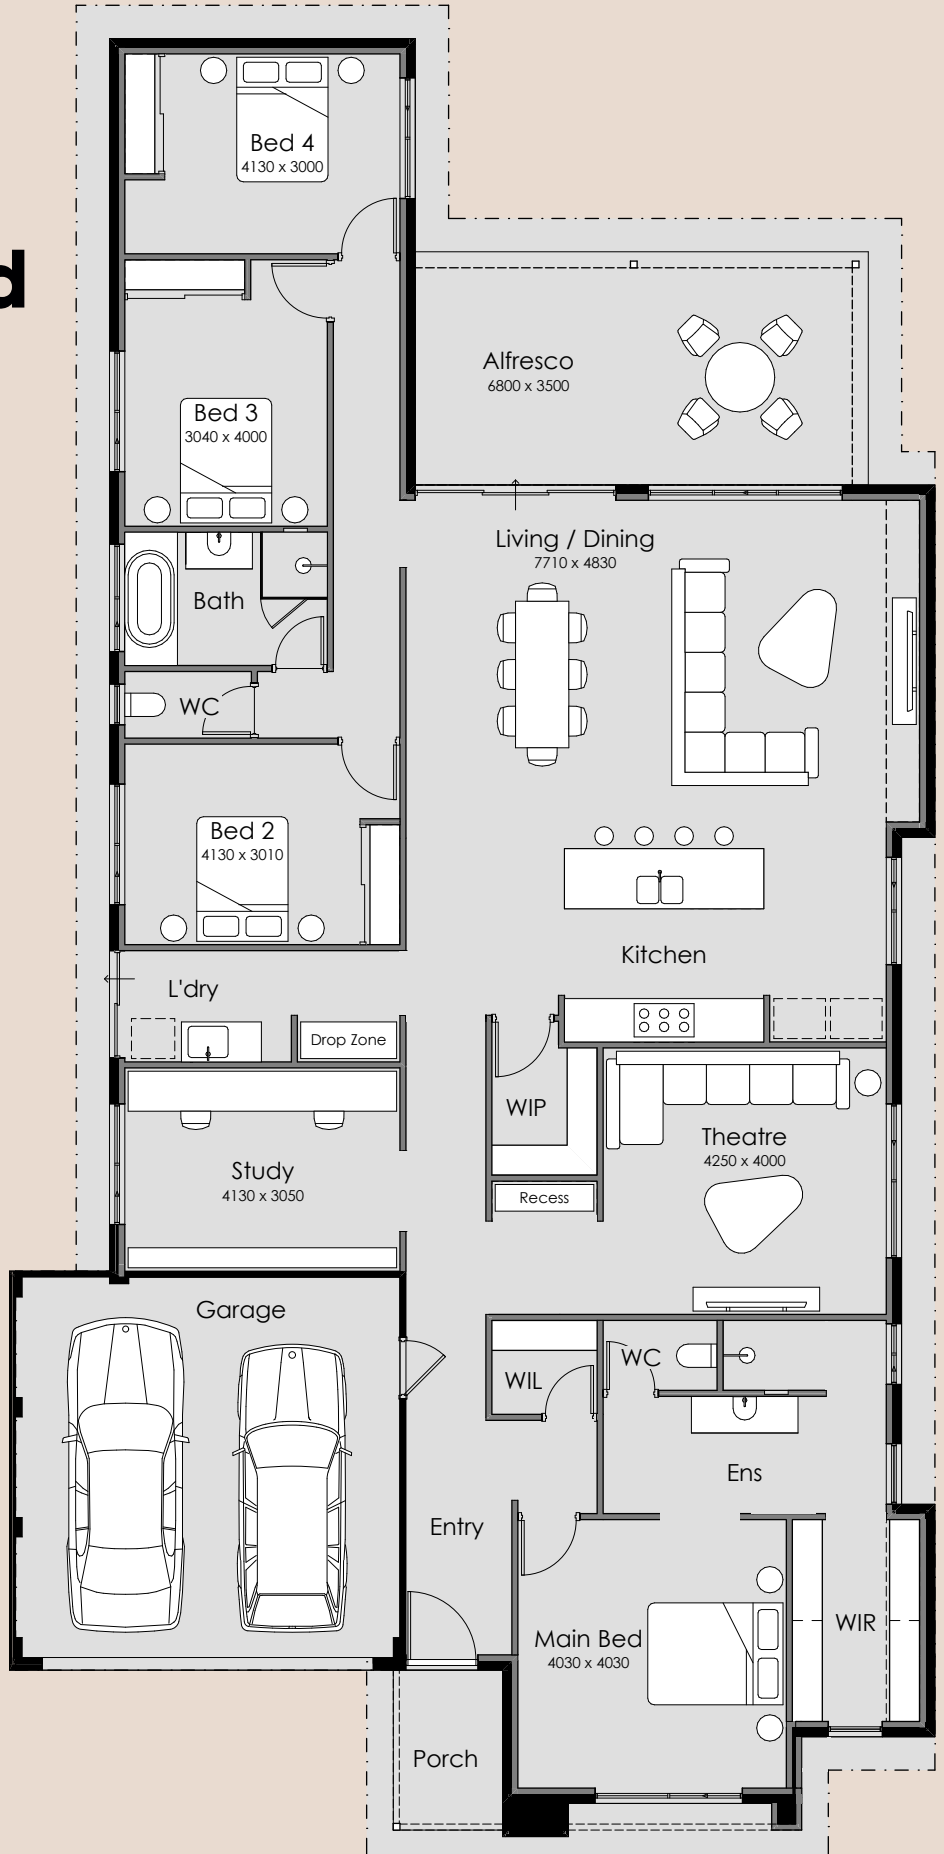 Bed 4
4130 x 3000
d
Alfresco
6800 x 3500
Bed 3
3040 x 4000
Living / Dining
7710 x 4830
Bath
WC
Bed 2
4130 x 3010
Kitchen
L'dry
Drop Zone
WIP
Theatre
4250 x 4000
Study
4130 x 3050
Recess
Garage
WC
WIL
Ens
Entry
WIR
Main Bed
4030 x 4030
Porch